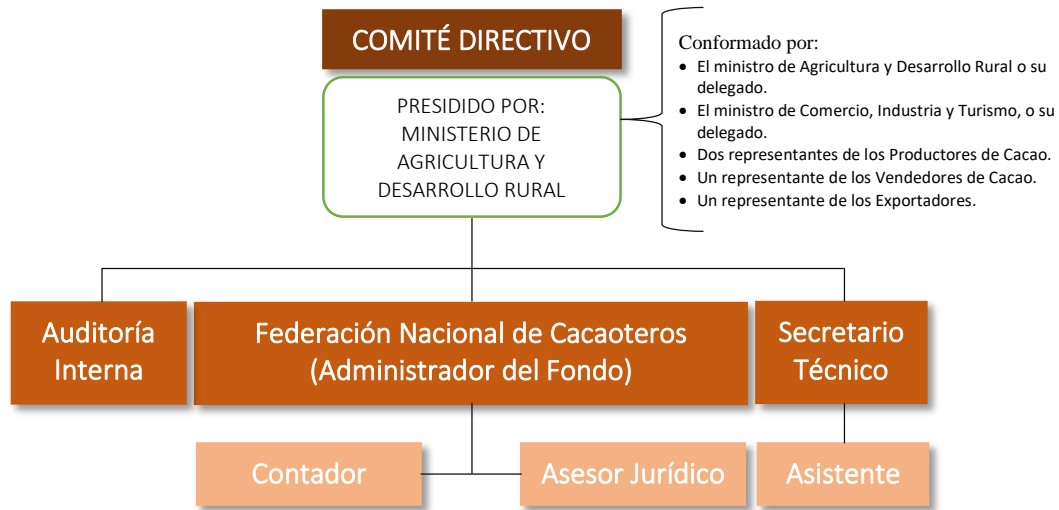 COMITÉ DIRECTIVO
PRESIDIDO POR:
MINISTERIO DE
AGRICULTURA Y
DESARROLLO RURAL
Conformado por:
• El ministro de Agricultura y Desarrollo Rural o su
delegado.
• El ministro de Comercio, Industria y Turismo, o su
delegado.
• Dos representantes de los Productores de Cacao.
• Un representante de los Vendedores de Cacao.
• Un representante de los Exportadores.
Auditoría
Interna
Federación Nacional de Cacaoteros
(Administrador del Fondo)
Secretario
Técnico
Contador
Asesor Jurídico
Asistente